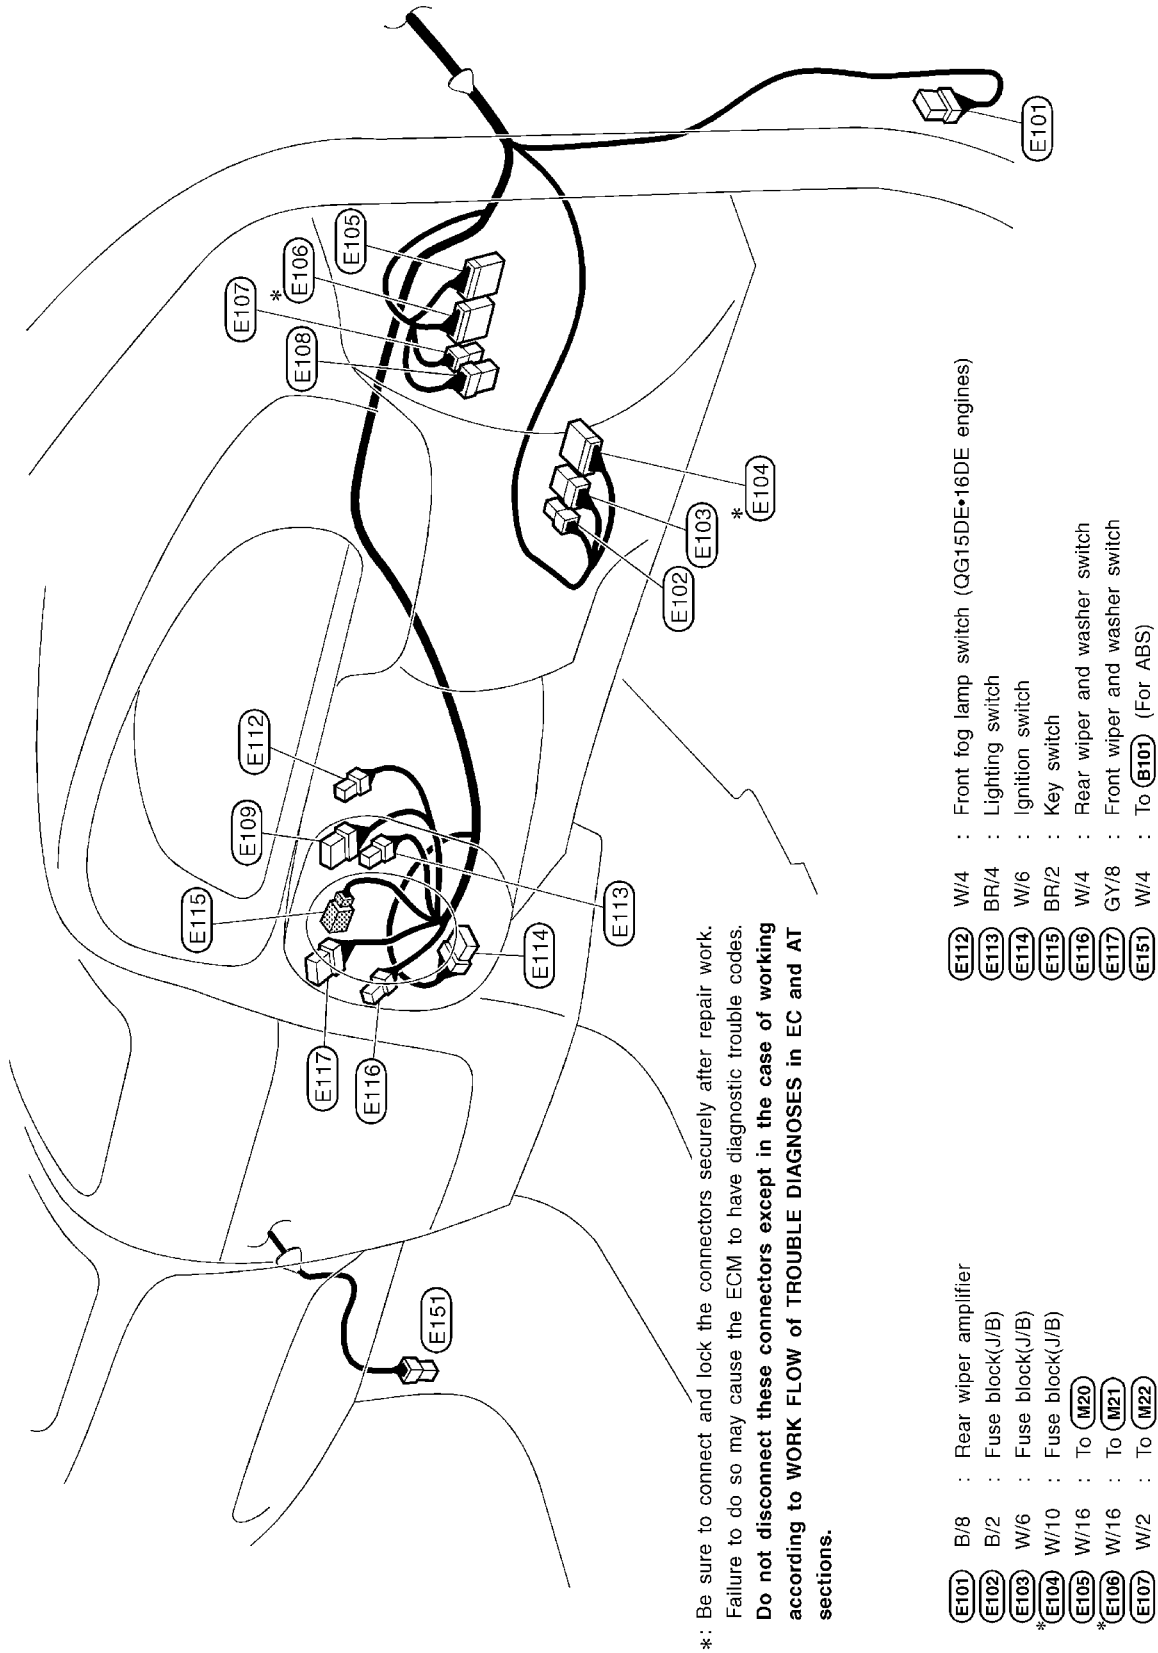 E101
E105
E106
*
E107
E108
E104
*
E103
E102
E112
E109
E113
E115
E114
E117
E116
E151
*: Be sure to connect and lock the connectors securely after repair work.
Failure to do so may cause the ECM to have diagnostic trouble codes.
Do not disconnect these connectors except in the case of working
according to WORK FLOW of TROUBLE DIAGNOSES in EC and AT
sections.
E101 B/8 : Rear wiper amplifier
E102 B/2 : Fuse block(J/B)
E103 W/6 : Fuse block(J/B)
*E104 W/10 : Fuse block(J/B)
E105 W/16 : To M20
*E106 W/16 : To M21
E107 W/2 : To M22
E112 W/4 : Front fog lamp switch (QG15DE•16DE engines)
E113 BR/4 : Lighting switch
E114 W/6 : Ignition switch
E115 BR/2 : Key switch
E116 W/4 : Rear wiper and washer switch
E117 GY/8 : Front wiper and washer switch
E151 W/4 : To B101 (For ABS)